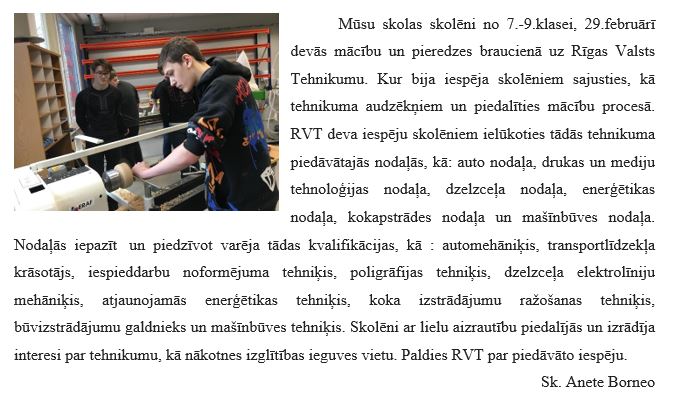 Mūsu skolas skolēni no 7.-9.klasei, 29.februārī
devās mācību un pieredzes braucienā uz Rīgas Valsts
Tehnikumu. Kur bija iespēja skolēniem sajusties, kā
tehnikuma audzēkņiem un piedalīties mācību procesā.
RVT deva iespēju skolēniem ielūkoties tādās tehnikuma
piedāvātajās nodaļās, kā: auto nodaļa, drukas un mediju
tehnoloģijas nodaļa, dzelzceļa nodaļa, enerģētikas
nodaļa, kokapstrādes nodaļa un mašīnbūves nodaļa.
Nodaļās iepazīt un piedzīvot varēja tādas kvalifikācijas, kā : automehāniķis, transportlīdzekļa
krāsotājs, iespieddarbu noformējuma tehniķis, poligrāfijas tehniķis, dzelzceļa elektrolīniju
mehāniķis, atjaunojamās enerģētikas tehniķis, koka izstrādājumu ražošanas tehniķis,
būvizstrādājumu galdnieks un mašīnbūves tehniķis. Skolēni ar lielu aizrautību piedalījās un izrādīja
interesi par tehnikumu, kā nākotnes izglītības ieguves vietu. Paldies RVT par piedāvāto iespēju.
Sk. Anete Borneo